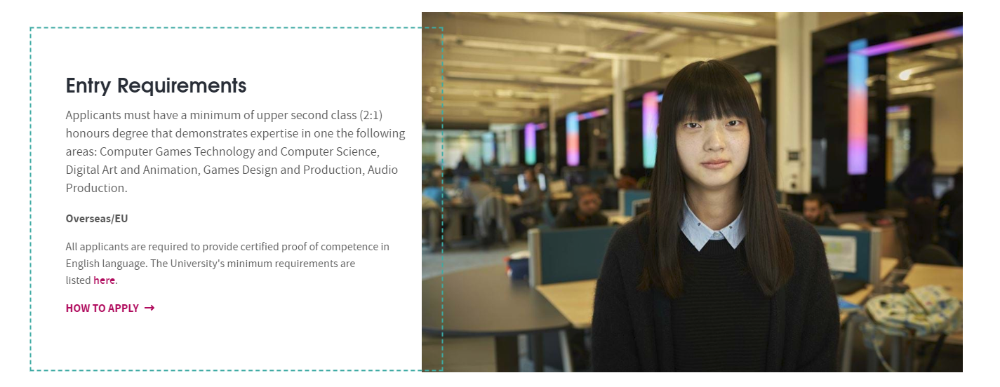 Entry Requirements
Applicants must have a minimum of upper second class (2:1)
honours degree that demonstrates expertise in one the following
areas: Computer Games Technology and Computer Science,
Digital Art and Animation, Games Design and Production, Audio
Production.
Overseas/EU
All applicants are required to provide certified proof of competence in
English language. The University's minimum requirements are
listed here.
HOW TO APPLY →